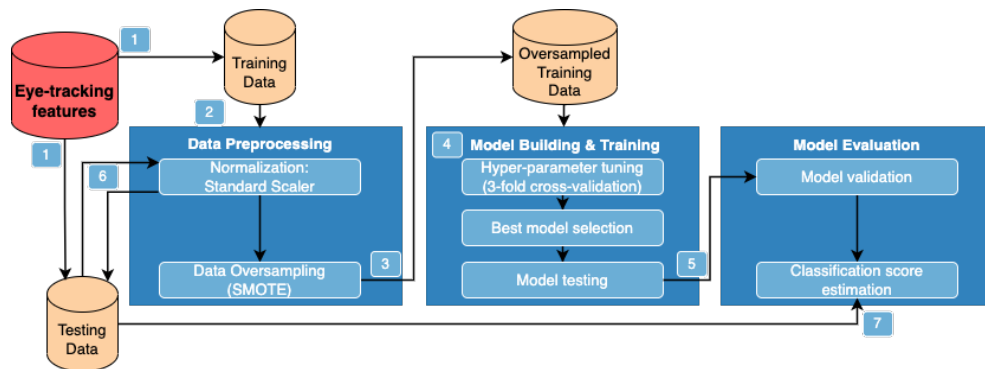 1
Eye-tracking
features
Training
Data
Oversampled
Training
Data
2
1
Data Preprocessing
6
Normalization:
Standard Scaler
Data Oversampling
(SMOTE)
3
4
Model Building & Training
Hyper-parameter tuning
(3-fold cross-validation)
Best model selection
Model testing
5
Model Evaluation
Model validation
Classification score
estimation
Testing
Data
7